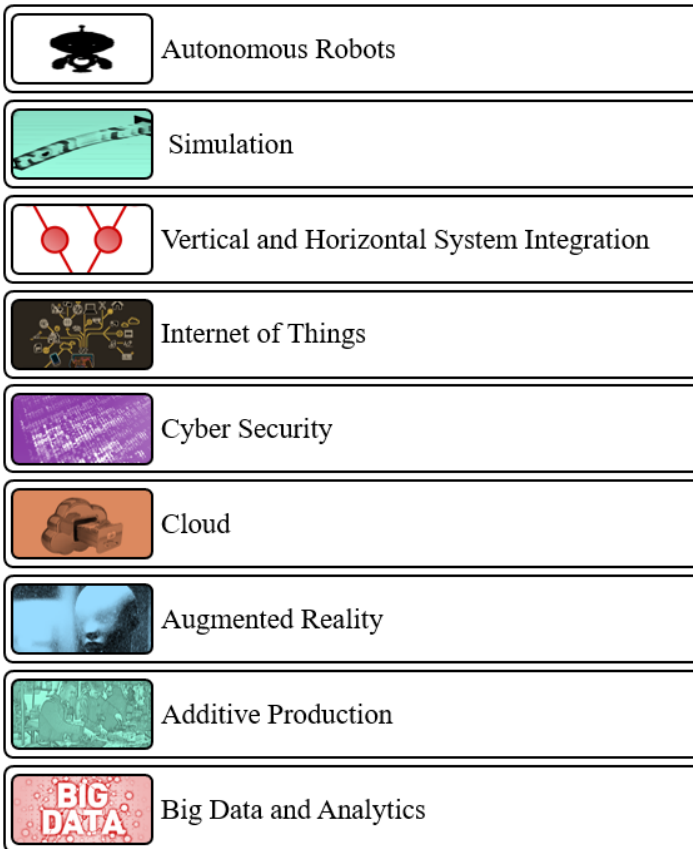 Autonomous Robots
Simulation
Vertical and Horizontal System Integration
Internet of Things
Cyber Security
Cloud
Augmented Reality
Additive Production
BIG
DATA
Big Data and Analytics